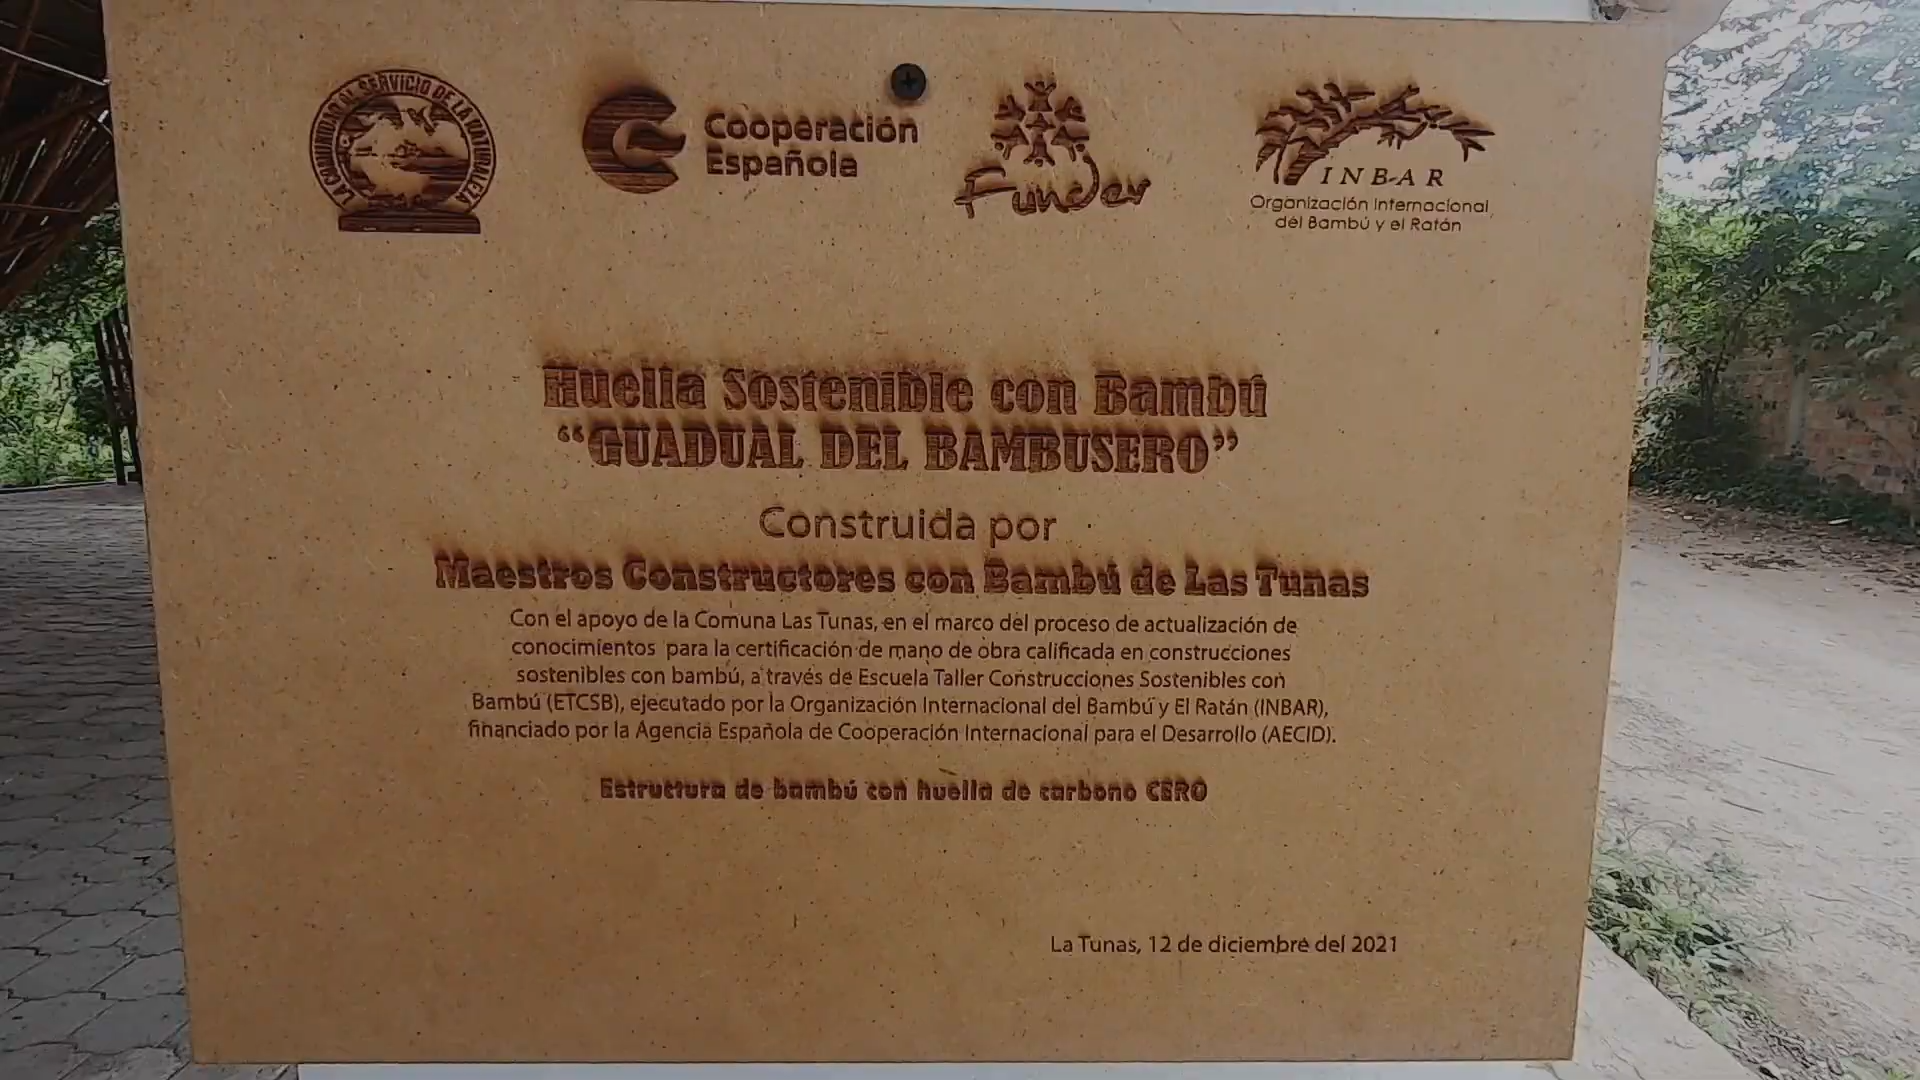 LA COMUNIDAD AL SERVICIO DE LA NATURALEZA
Cooperación
Española
Funder
INBAR
Organización Internacional
del Bambú y el Ratán
Huella Sostenible con Bambú
“GUADUAL DEL BAMBUSERO”
Construida por
Maestros Constructores con Bambú de Las Tunas
Con el apoyo de la Comuna Las Tunas, en el marco del proceso de actualización de
conocimientos para la certificación de mano de obra calificada en construcciones
sostenibles con bambú, a través de Escuela Taller Construcciones Sostenibles con
Bambú (ETCSB), ejecutado por la Organización Internacional del Bambú y El Ratán (INBAR),
financiado por la Agencia Española de Cooperación Internacional para el Desarrollo (AECID).
Estructura de bambú con huella de carbono CERO
La Tunas, 12 de diciembre del 2021